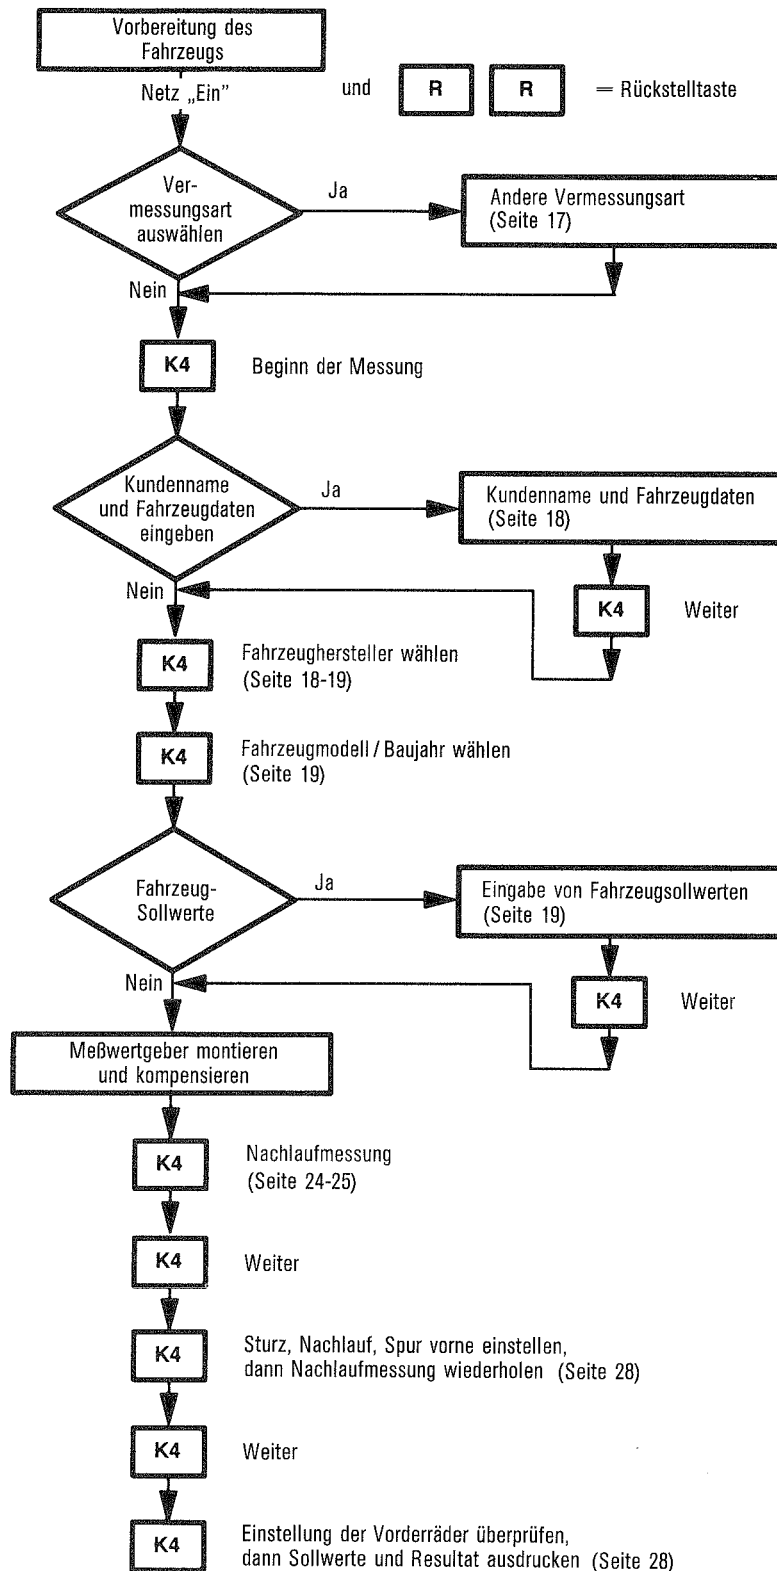 Vorbereitung des
Fahrzeugs
Netz „Ein” und R R = Rückstelltaste
Ver-
messungsart
auswählen
Ja
Andere Vermessungsart
(Seite 17)
Nein
K4 Beginn der Messung
Kundenname
und Fahrzeugdaten
eingeben
Ja
Kundenname und Fahrzeugdaten
(Seite 18)
Nein
K4 Weiter
K4 Fahrzeughersteller wählen
(Seite 18-19)
K4 Fahrzeugmodell / Baujahr wählen
(Seite 19)
Fahrzeug-
Sollwerte
Ja
Eingabe von Fahrzeugsollwerten
(Seite 19)
Nein
K4 Weiter
Meßwertgeber montieren
und kompensieren
K4 Nachlaufmessung
(Seite 24-25)
K4 Weiter
K4 Sturz, Nachlauf, Spur vorne einstellen,
dann Nachlaufmessung wiederholen (Seite 28)
K4 Weiter
K4 Einstellung der Vorderräder überprüfen,
dann Sollwerte und Resultat ausdrucken (Seite 28)